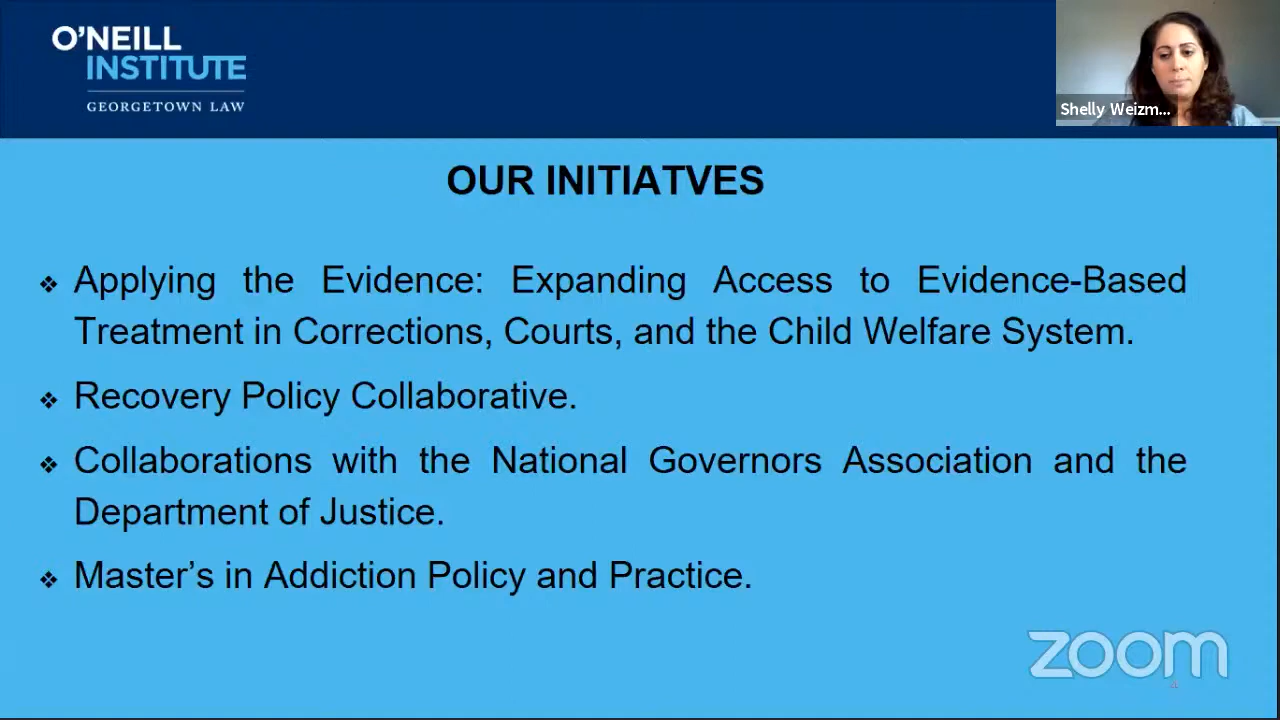 O'NEILL
INSTITUTE
GEORGETOWN LAW
Shelly Weizm...
OUR INITIATVES
❖ Applying the Evidence: Expanding Access to Evidence-Based
Treatment in Corrections, Courts, and the Child Welfare System.
❖ Recovery Policy Collaborative.
❖ Collaborations with the National Governors Association and the
Department of Justice.
❖ Master’s in Addiction Policy and Practice.
zoom